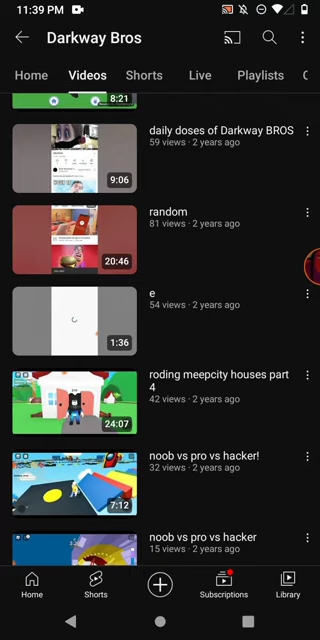 11:39 PM
Darkway Bros
Home Videos Shorts Live Playlists C
8:21
daily doses of Darkway BROS
59 views · 2 years ago
9:06
random
81 views · 2 years ago
20:46
e
54 views · 2 years ago
1:36
roding meepcity houses part
4
42 views · 2 years ago
24:07
noob vs pro vs hacker!
32 views · 2 years ago
7:12
noob vs pro vs hacker
15 views · 2 years ago
Home Shorts Subscriptions Library